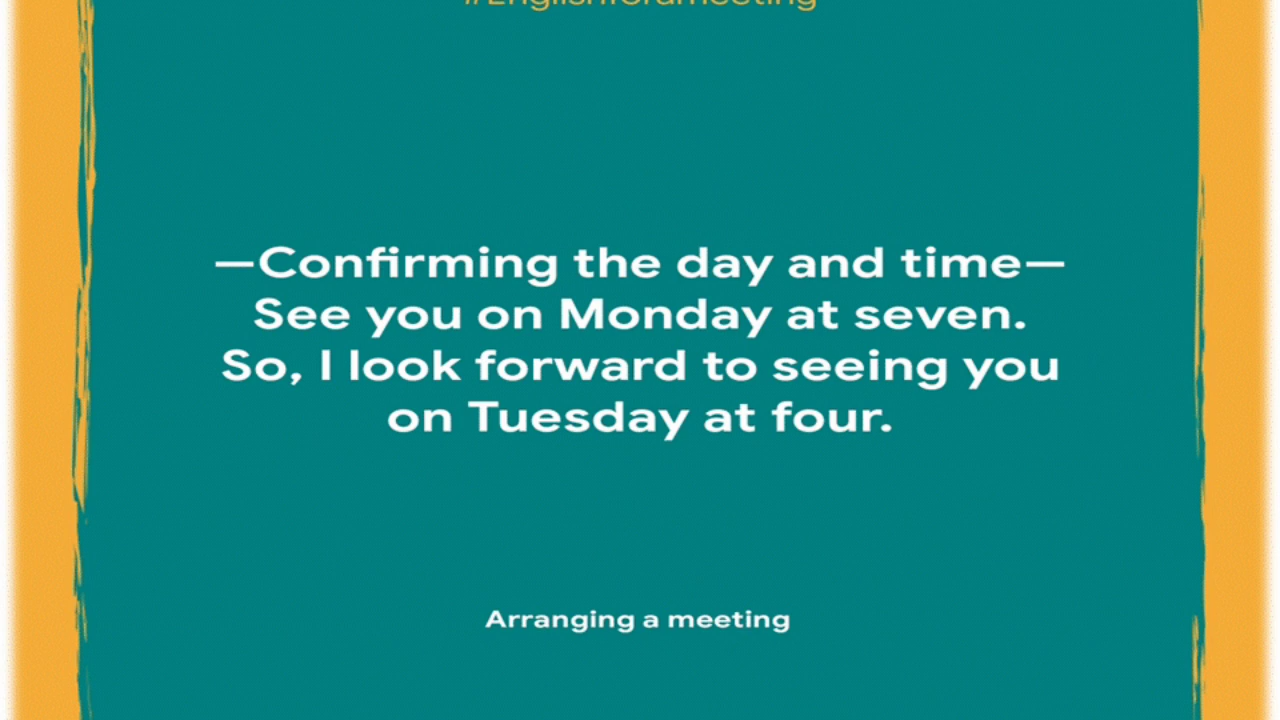 #Englishforameeting
—Confirming the day and time—
See you on Monday at seven.
So, I look forward to seeing you
on Tuesday at four.
Arranging a meeting